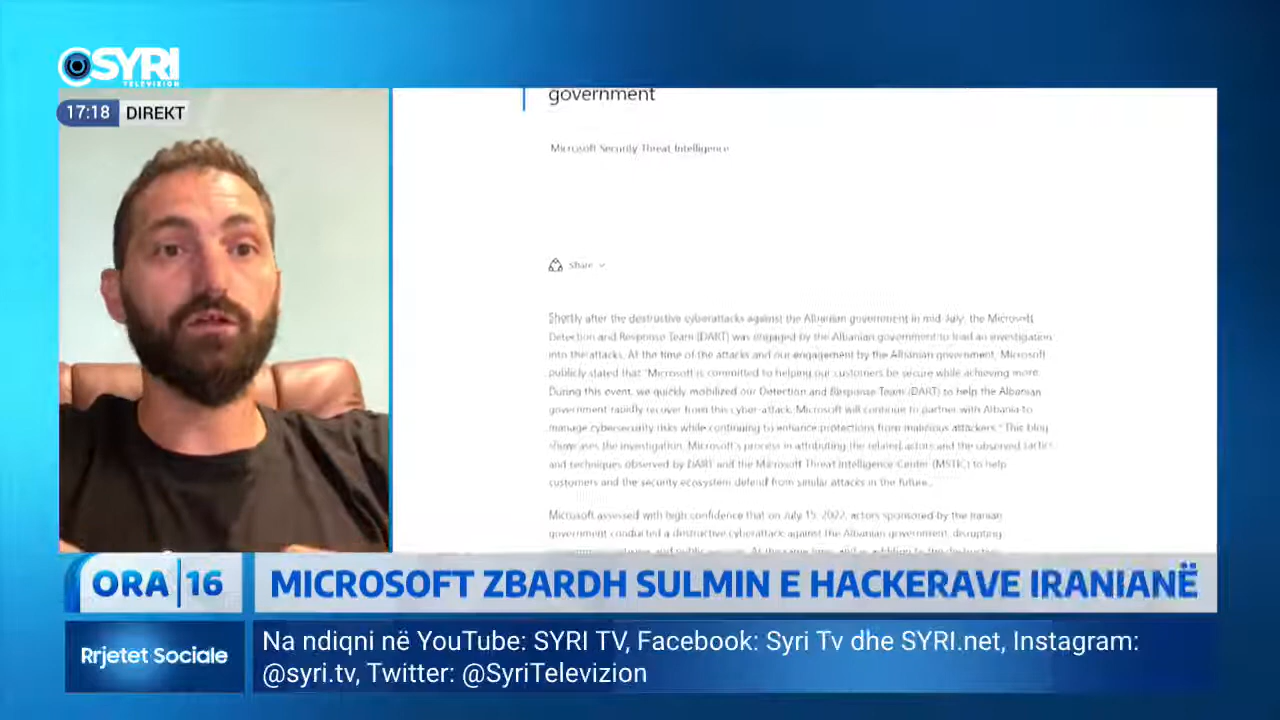 SYRI
TELEVIZION
17:18 DIREKT
government
Microsoft Security Threat Intelligence
Share
Shortly after the destructive cyberattacks against the Albanian government in mid-July, the Microsoft
Detection and Response Team (DART) was engaged by the Albanian government to lead an investigation
into the attacks. At the time of the attacks and our engagement by the Albanian government, Microsoft
publicly stated that "Microsoft is committed to helping our customers be secure while achieving more.
During this event, we quickly mobilized our Detection and Response Team (DART) to help the Albanian
government rapidly recover from this cyber-attack. Microsoft will continue to partner with Albania to
manage cybersecurity risks while continuing to enhance protections from malicious attackers." This blog
showcases the investigation, Microsoft's process in attributing the related actors and the observed tactics
and techniques observed by DART and the Microsoft Threat Intelligence Center (MSTIC) to help
customers and the security ecosystem defend from similar attacks in the future.
Microsoft assessed with high confidence that on July 15, 2022, actors sponsored by the Iranian
government conducted a destructive cyberattack against the Albanian government, disrupting
ORA 16
MICROSOFT ZBARDH SULMIN E HACKERAVE IRANIANË
Rrjetet Sociale
Na ndiqni në YouTube: SYRI TV, Facebook: Syri Tv dhe SYRI.net, Instagram:
@syri.tv, Twitter: @SyriTelevizion